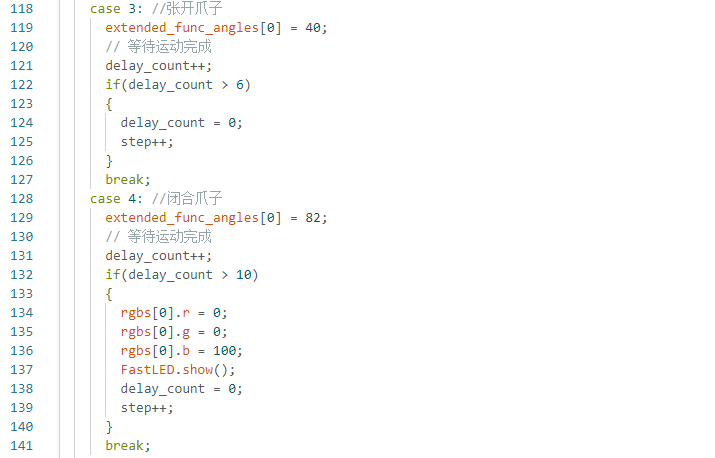 118 case 3: //张开爪子
119 extended_func_angles[0] = 40;
120 // 等待运动完成
121 delay_count++;
122 if(delay_count > 6)
123 {
124 delay_count = 0;
125 step++;
126 }
127 break;
128 case 4: //闭合爪子
129 extended_func_angles[0] = 82;
130 // 等待运动完成
131 delay_count++;
132 if(delay_count > 10)
133 {
134 rgbs[0].r = 0;
135 rgbs[0].g = 0;
136 rgbs[0].b = 100;
137 FastLED.show();
138 delay_count = 0;
139 step++;
140 }
141 break;